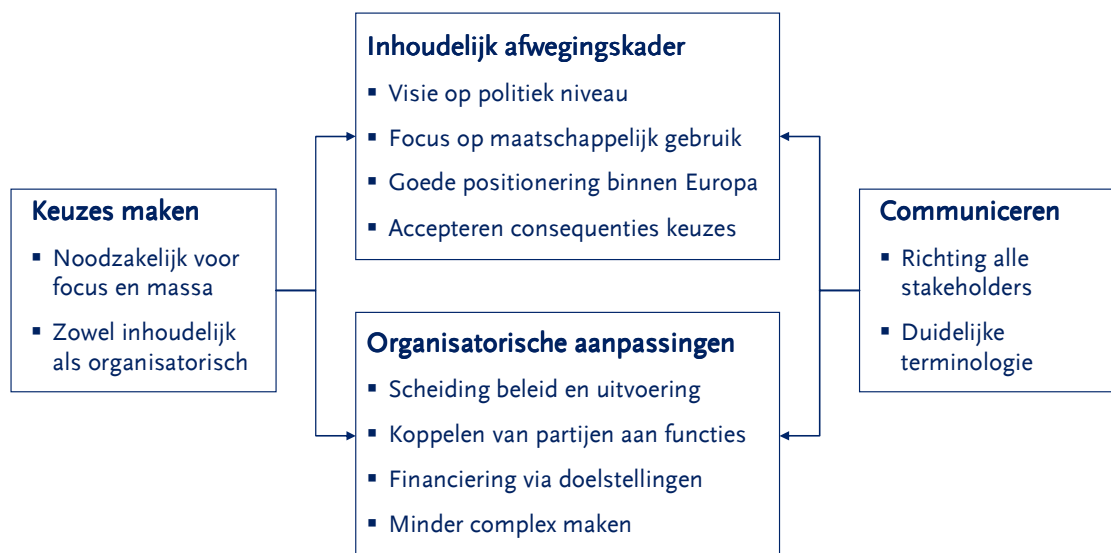 Keuzes maken
▪ Noodzakelijk voor
focus en massa
▪ Zowel inhoudelijk
als organisatorisch
Inhoudelijk afwegingskader
▪ Visie op politiek niveau
▪ Focus op maatschappelijk gebruik
▪ Goede positionering binnen Europa
▪ Accepteren consequenties keuzes
Organisatorische aanpassingen
▪ Scheiding beleid en uitvoering
▪ Koppelen van partijen aan functies
▪ Financiering via doelstellingen
▪ Minder complex maken
Communiceren
▪ Richting alle
stakeholders
▪ Duidelijke
terminologie